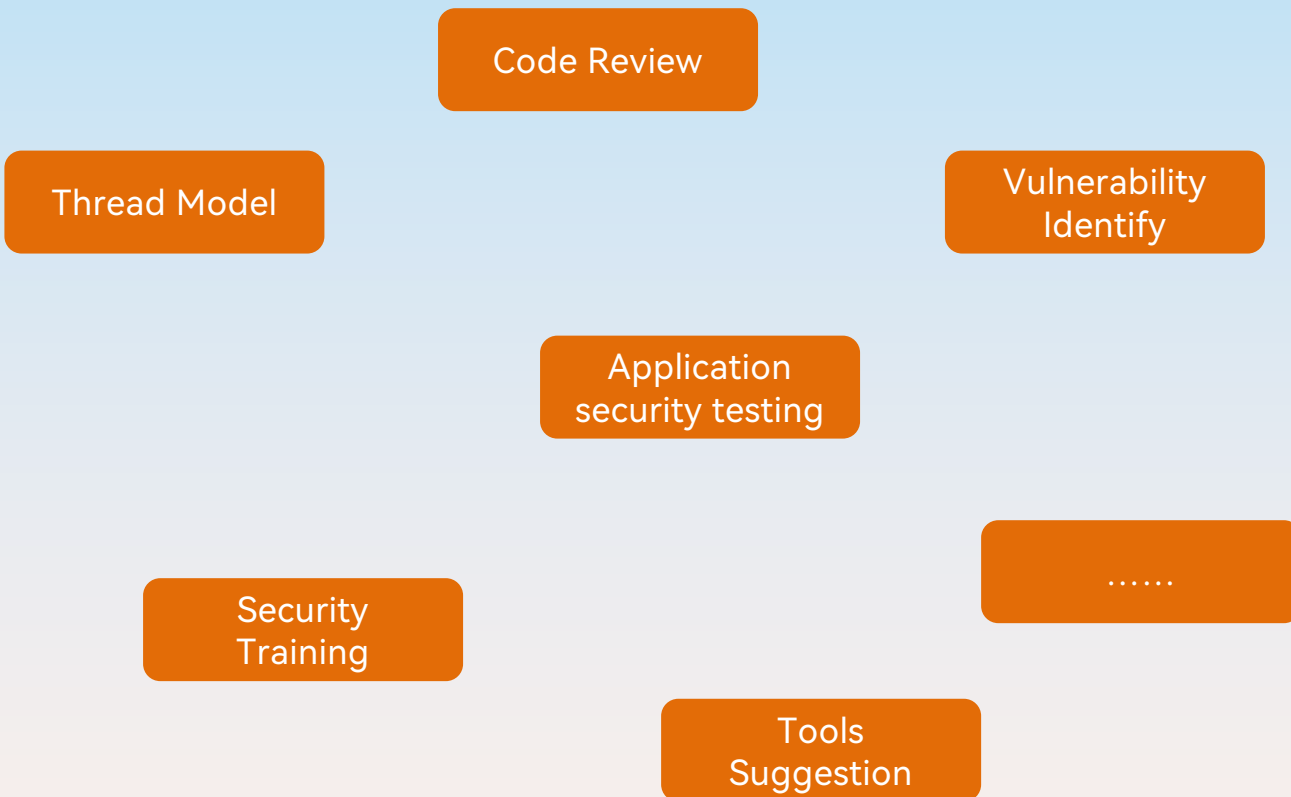 Code Review
Thread Model
Vulnerability
Identify
Application
security testing
……
Security
Training
Tools
Suggestion